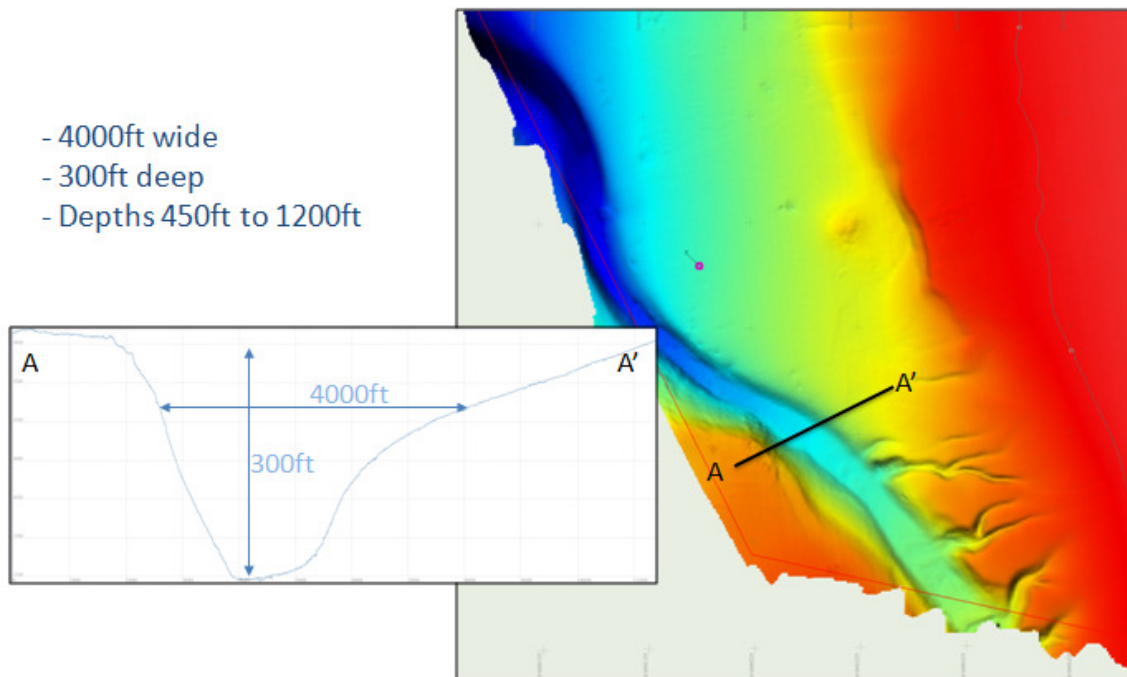 - 4000ft wide
- 300ft deep
- Depths 450ft to 1200ft
A
A'
4000ft
300ft
A'
A